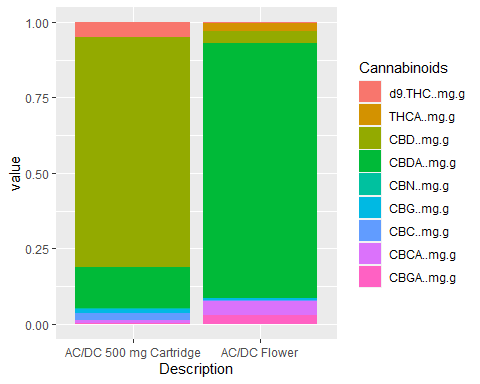 1.00
0.75
0.50
0.25
0.00
value
AC/DC 500 mg Cartridge
AC/DC Flower
Description
Cannabinoids
d9.THC..mg.g
THCA..mg.g
CBD..mg.g
CBDA..mg.g
CBN..mg.g
CBG..mg.g
CBC..mg.g
CBCA..mg.g
CBGA..mg.g